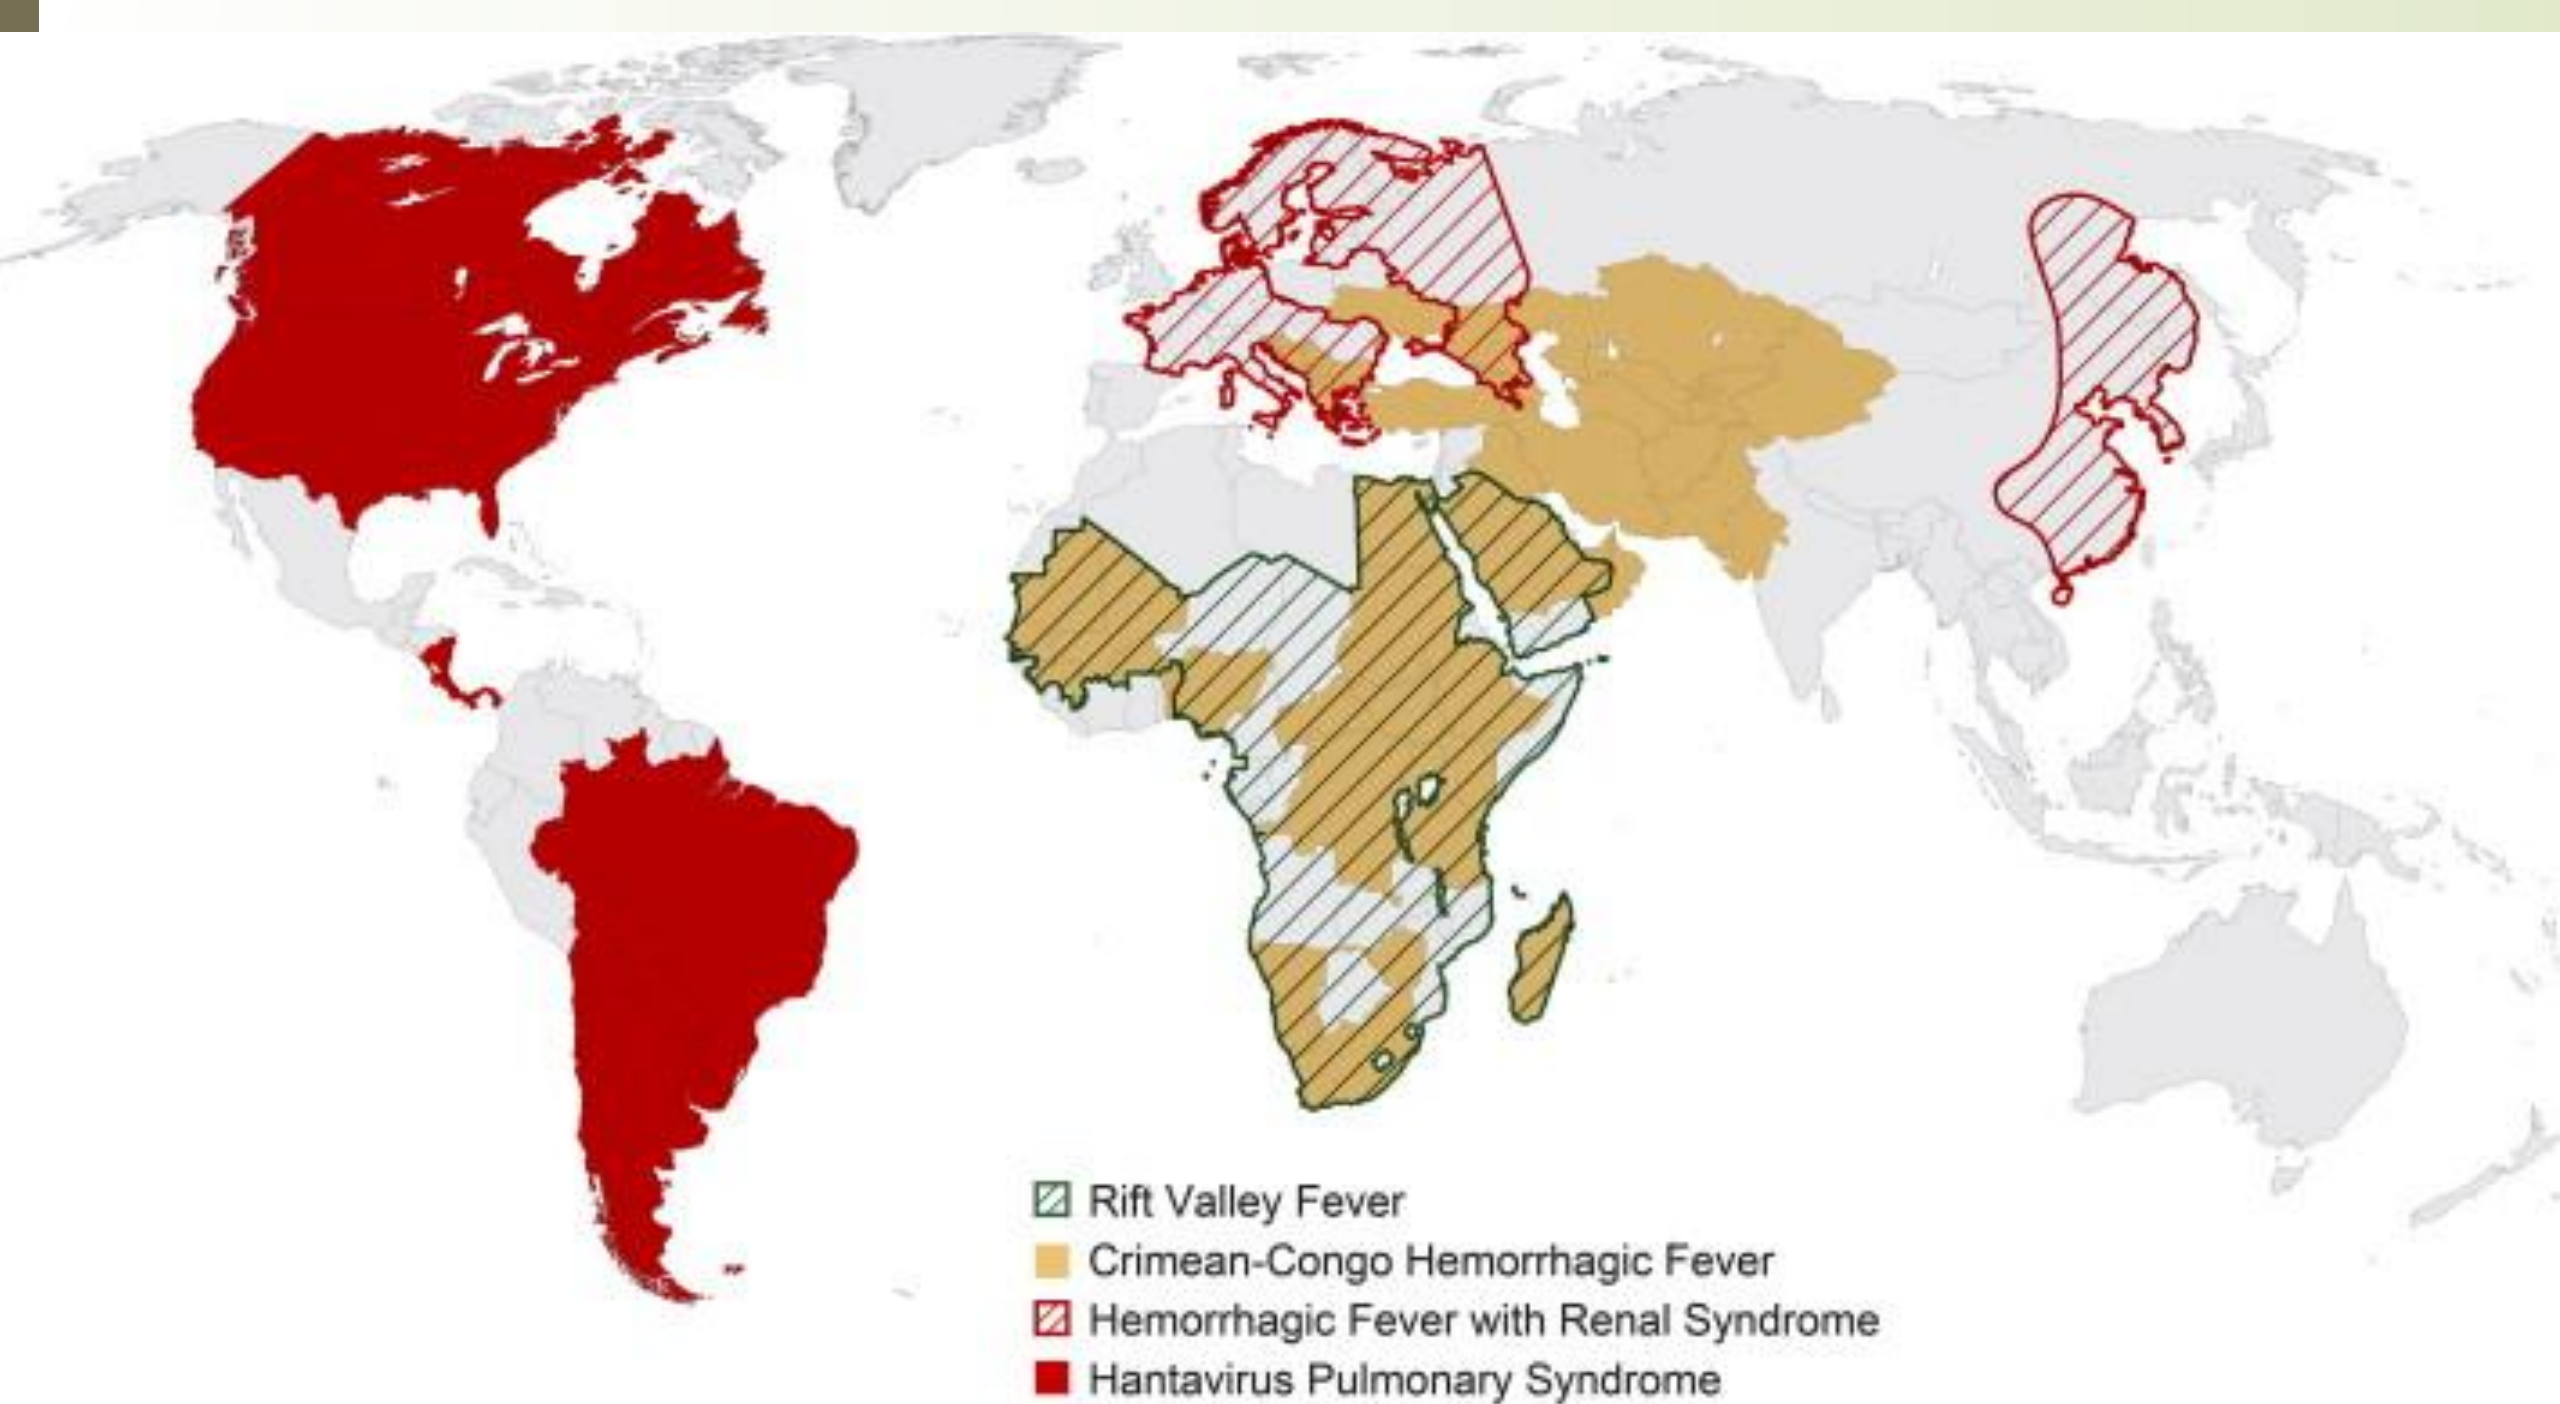 Rift Valley Fever
Crimean-Congo Hemorrhagic Fever
Hemorrhagic Fever with Renal Syndrome
Hantavirus Pulmonary Syndrome